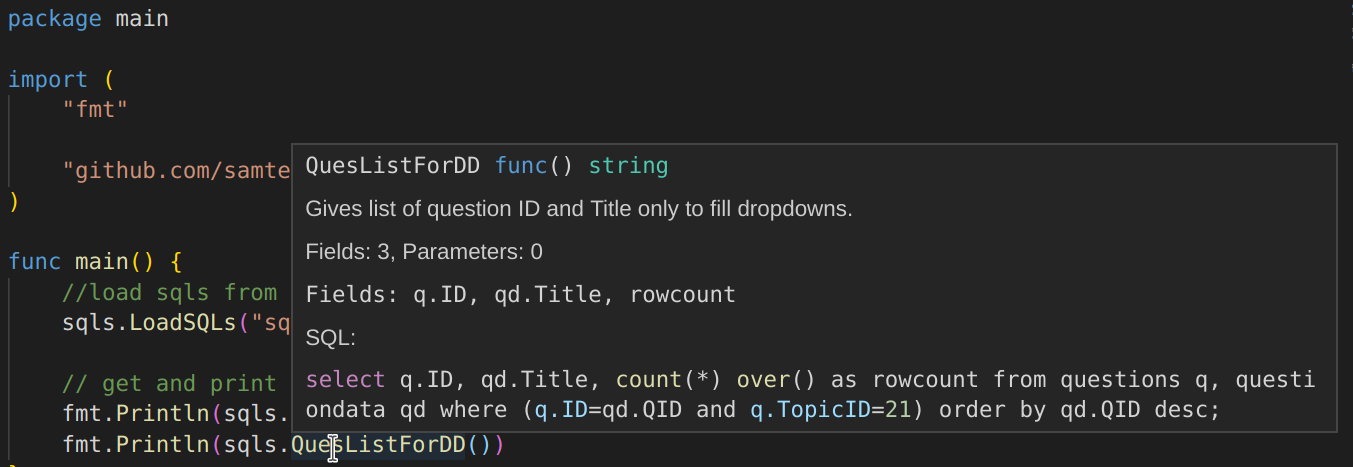 package main
import (
"fmt"
"github.com/samte
)
func main() {
//load sqls from
sqls.LoadSQLs("sq
// get and print
fmt.Println(sqls.
fmt.Println(sqls.QuesListForDD())
QuesListForDD func() string
Gives list of question ID and Title only to fill dropdowns.
Fields: 3, Parameters: 0
Fields: q.ID, qd.Title, rowcount
SQL:
select q.ID, qd.Title, count(*) over() as rowcount from questions q, questi
ondata qd where (q.ID=qd.QID and q.TopicID=21) order by qd.QID desc;